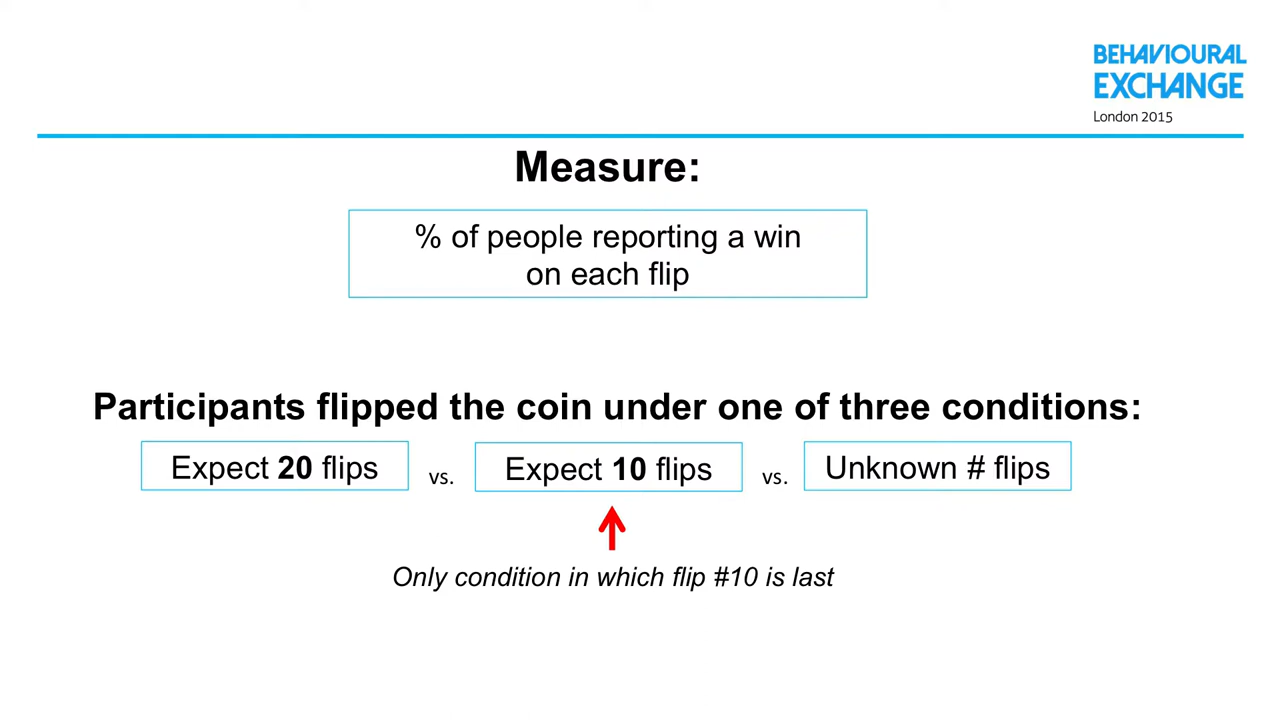 BEHAVIOURAL
EXCHANGE
London 2015
Measure:
% of people reporting a win
on each flip
Participants flipped the coin under one of three conditions:
Expect 20 flips vs. Expect 10 flips vs. Unknown # flips
Only condition in which flip #10 is last